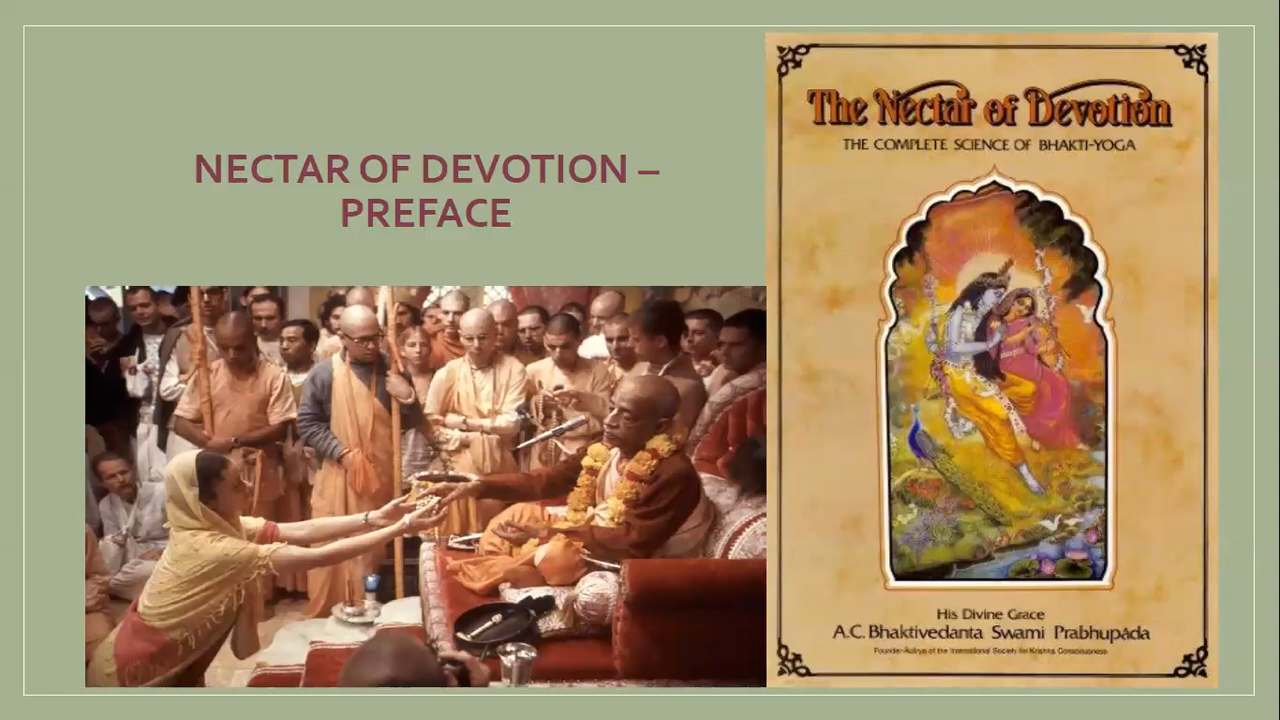 NECTAR OF DEVOTION –
PREFACE
The Nectar of Devotion
THE COMPLETE SCIENCE OF BHAKTI-YOGA
His Divine Grace
A.C. Bhaktivedanta Swami Prabhupāda
Founder-Ācārya of the International Society for Krishna Consciousness